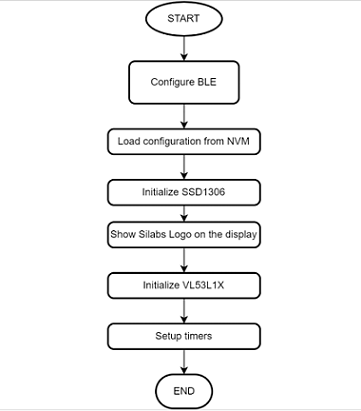 START
Configure BLE
Load configuration from NVM
Initialize SSD1306
Show Silabs Logo on the display
Initialize VL53L1X
Setup timers
END